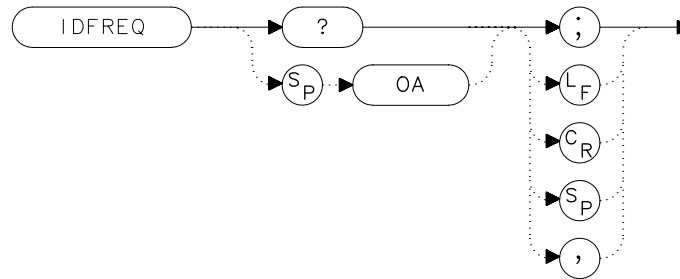 IDFREQ ? ;
SP OA LF
CR
SP
,